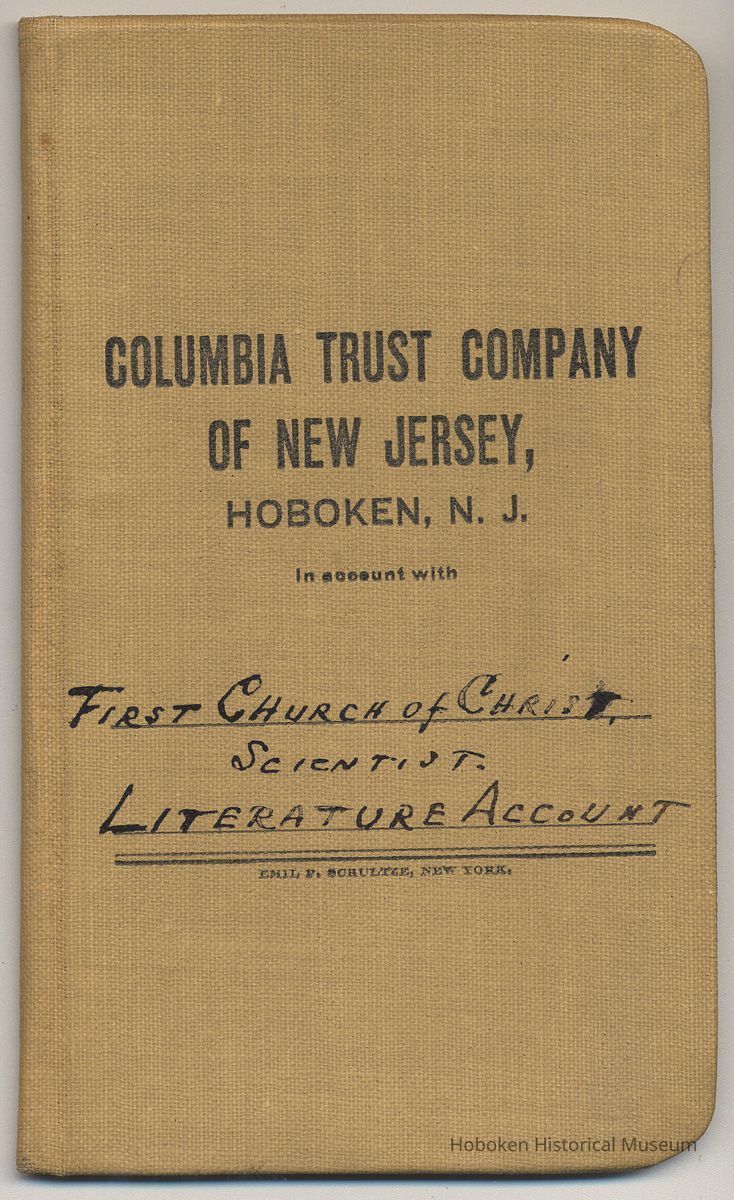 COLUMBIA TRUST COMPANY
OF NEW JERSEY,
HOBOKEN, N. J.
In account with
FIRST CHURCH of CHRIST,
SCIENTIST.
LITERATURE ACCOUNT
EMIL F. SCHULTZE, NEW YORK.
Hoboken Historical Museum